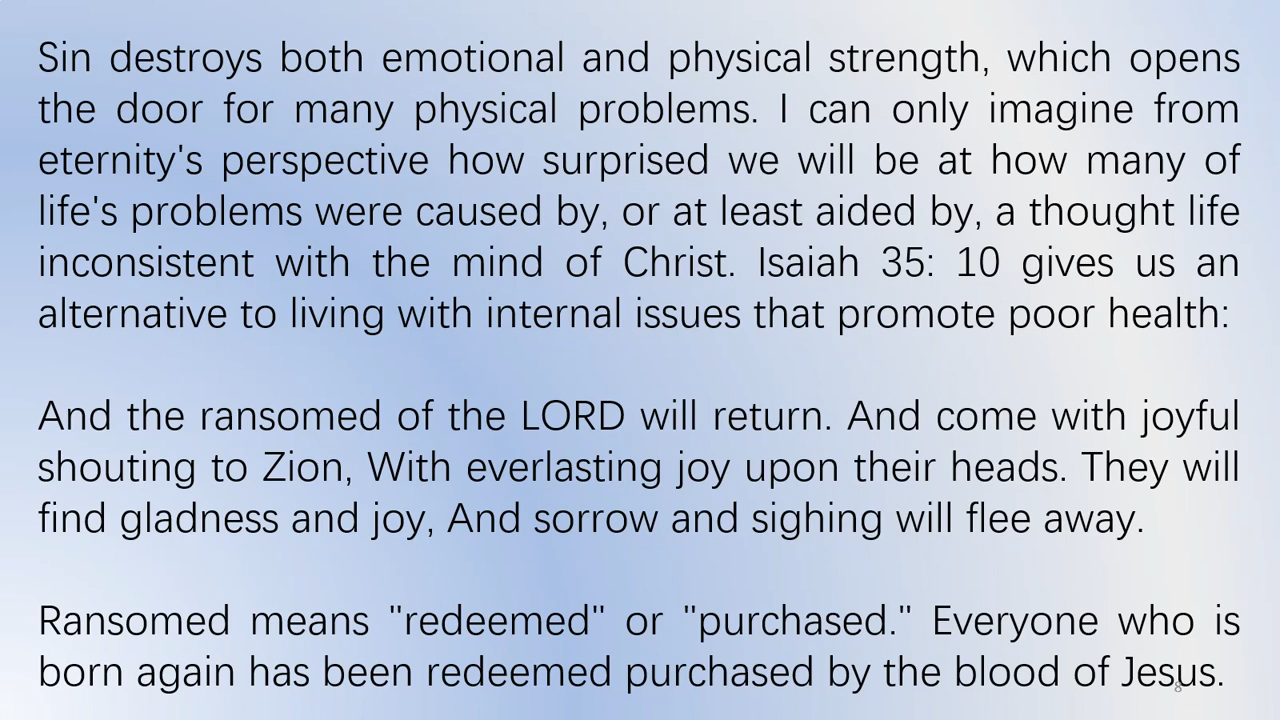 Sin destroys both emotional and physical strength, which opens
the door for many physical problems. I can only imagine from
eternity's perspective how surprised we will be at how many of
life's problems were caused by, or at least aided by, a thought life
inconsistent with the mind of Christ. Isaiah 35: 10 gives us an
alternative to living with internal issues that promote poor health:
And the ransomed of the LORD will return. And come with joyful
shouting to Zion, With everlasting joy upon their heads. They will
find gladness and joy, And sorrow and sighing will flee away.
Ransomed means "redeemed" or "purchased." Everyone who is
born again has been redeemed purchased by the blood of Jesus.
8